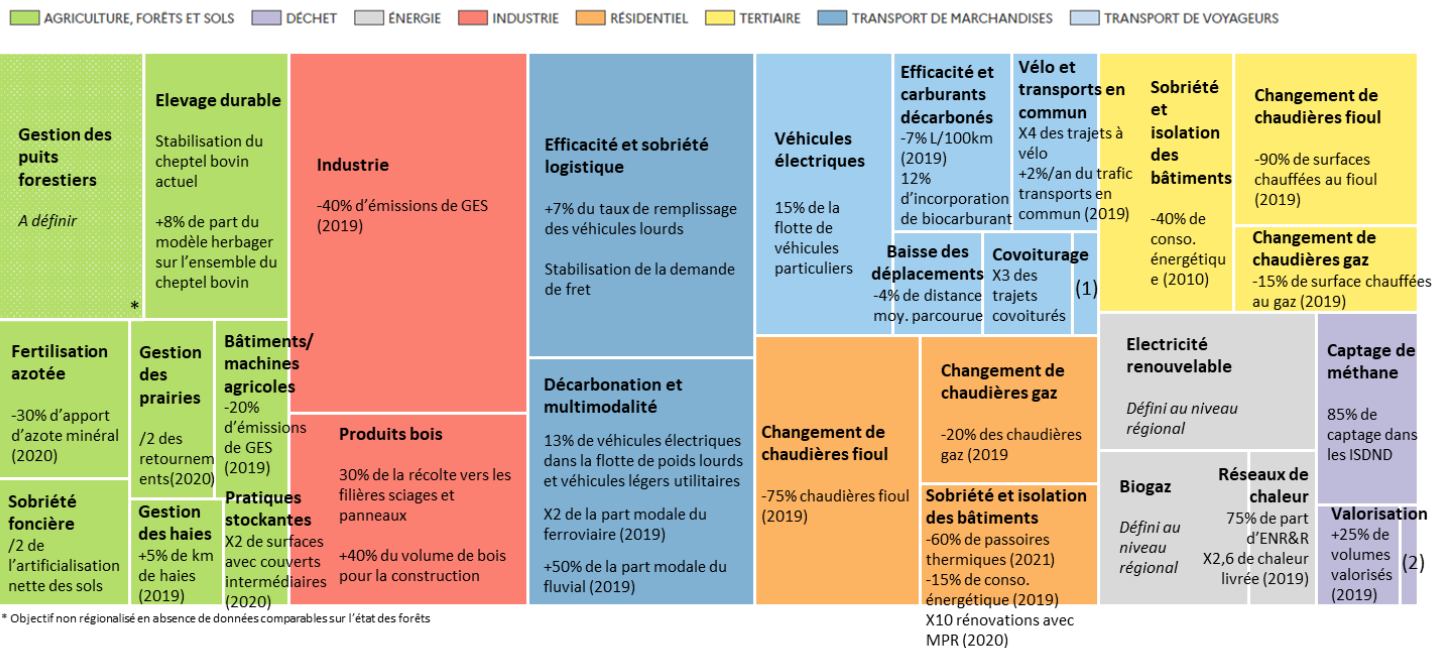 AGRICULTURE, FORÊTS ET SOLS
DÉCHET
ÉNERGIE
INDUSTRIE
RÉSIDENTIEL
TERTIAIRE
TRANSPORT DE MARCHANDISES
TRANSPORT DE VOYAGEURS
Gestion des
puits
forestiers
A définir
*
Elevage durable
Stabilisation du
cheptel bovin
actuel
+8% de part du
modèle herbager
sur l'ensemble du
cheptel bovin
Fertilisation
azotée
-30% d'apport
d'azote minéral
(2020)
Gestion
des
prairies
/2 des
retournem
ents(2020)
Bâtiments/
machines
agricoles
-20%
d'émissions
de GES
(2019)
Sobriété
foncière
/2 de
l'artificialisation
nette des sols
Gestion
des haies
+5% de km
de haies
(2019)
Pratiques
stockantes
X2 de surfaces
avec couverts
intermédiaires
(2020)
Industrie
-40% d'émissions de GES
(2019)
Produits bois
30% de la récolte vers les
filières sciages et
panneaux
+40% du volume de bois
pour la construction
Efficacité et sobriété
logistique
+7% du taux de remplissage
des véhicules lourds
Stabilisation de la demande
de fret
Décarbonation et
multimodalité
13% de véhicules électriques
dans la flotte de poids lourds
et véhicules légers utilitaires
X2 de la part modale du
ferroviaire (2019)
+50% de la part modale du
fluvial (2019)
Véhicules
électriques
15% de la
flotte de
véhicules
particuliers
Efficacité et
carburants
décarbonés
-7% L/100km
(2019)
12%
d'incorporation
de biocarburant
Vélo et
transports en
commun
X4 des trajets à
vélo
+2%/an du trafic
transports en
commun (2019)
Baisse des
déplacements
-4% de distance
moy. parcourue
Covoiturage
X3 des
trajets
covoiturés
(1)
Changement de
chaudières fioul
-75% chaudières fioul
(2019)
Changement de
chaudières gaz
-20% des chaudières
gaz (2019
Sobriété et isolation
des bâtiments
-60% de passoires
thermiques (2021)
-15% de conso.
énergétique (2019)
X10 rénovations avec
MPR (2020)
Sobriété
et
isolation
des
bâtiments
-40% de
conso.
énergétiqu
e (2010)
Changement de
chaudières fioul
-90% de surfaces
chauffées au fioul
(2019)
Changement de
chaudières gaz
-15% de surface chauffées
au gaz (2019)
Electricité
renouvelable
Défini au niveau
régional
Biogaz
Défini au
niveau
régional
Réseaux de
chaleur
75% de part
d'ENR&R
X2,6 de chaleur
livrée (2019)
Captage de
méthane
85% de
captage dans
les ISDND
Valorisation
+25% de
volumes
valorisés
(2019)
(2)
* Objectif non régionalisé en absence de données comparables sur l'état des forêts